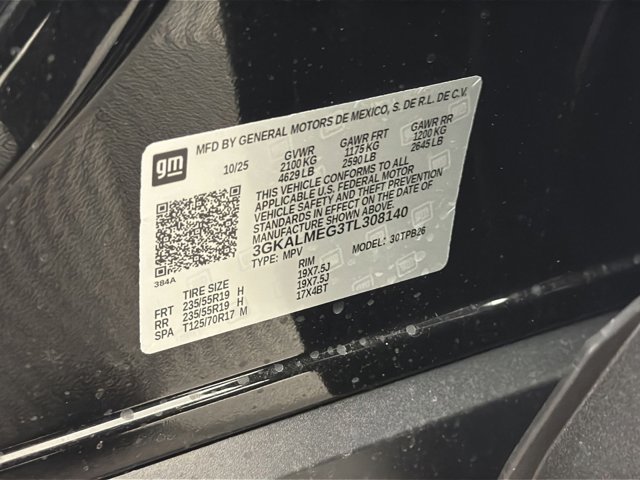 gm
MFD BY GENERAL MOTORS DE MEXICO, S. DE R.L. DE C.V.
10/25 GVWR GAWR FRT GAWR RR
2100 KG 1175 KG 1200 KG
4629 LB 2590 LB 2645 LB
THIS VEHICLE CONFORMS TO ALL
APPLICABLE U.S. FEDERAL MOTOR
VEHICLE SAFETY AND THEFT PREVENTION
STANDARDS IN EFFECT ON THE DATE OF
MANUFACTURE SHOWN ABOVE.
3GKALMEG3TL308140
TYPE: MPV MODEL: 30TPB26
384A
TIRE SIZE RIM
FRT 235/55R19 H 19X7.5J
RR 235/55R19 H 19X7.5J
SPA T125/70R17 M 17X4BT